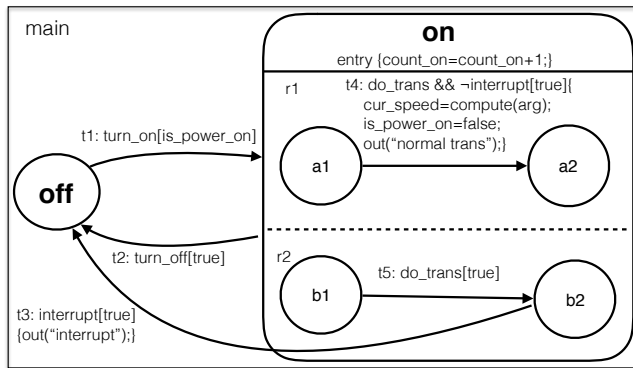 main
on
entry {count_on=count_on+1;}
r1
t4: do_trans && ¬interrupt[true]{
cur_speed=compute(arg);
is_power_on=false;
out(“normal trans”);}
t1: turn_on[is_power_on]
a1
a2
off
t2: turn_off[true]
r2
t5: do_trans[true]
b1
b2
t3: interrupt[true]
{out(“interrupt”);}